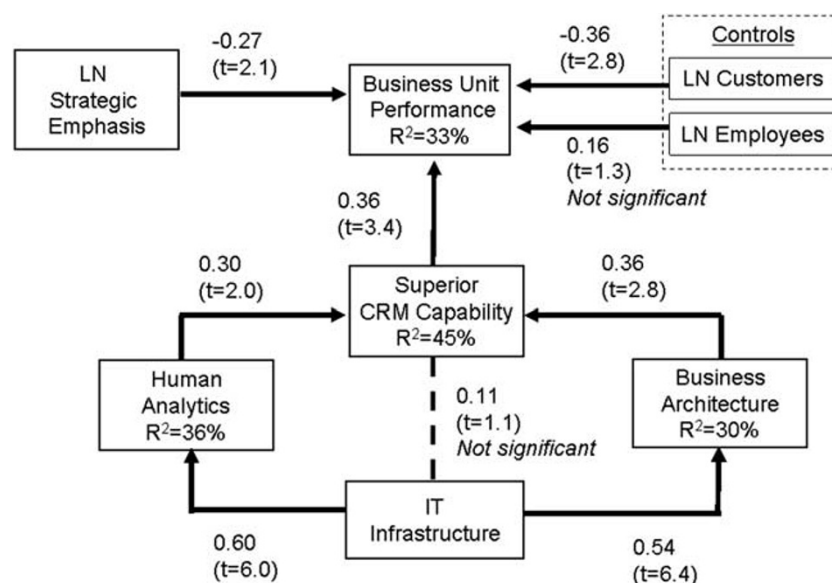 -0.27
(t=2.1)
-0.36
(t=2.8)
Controls
LN
Strategic
Emphasis
Business Unit
Performance
R²=33%
LN Customers
LN Employees
0.16
(t=1.3)
Not significant
0.36
(t=3.4)
0.30
(t=2.0)
Superior
CRM Capability
R²=45%
0.36
(t=2.8)
Human
Analytics
R²=36%
0.11
(t=1.1)
Not significant
Business
Architecture
R²=30%
IT
Infrastructure
0.60
(t=6.0)
0.54
(t=6.4)